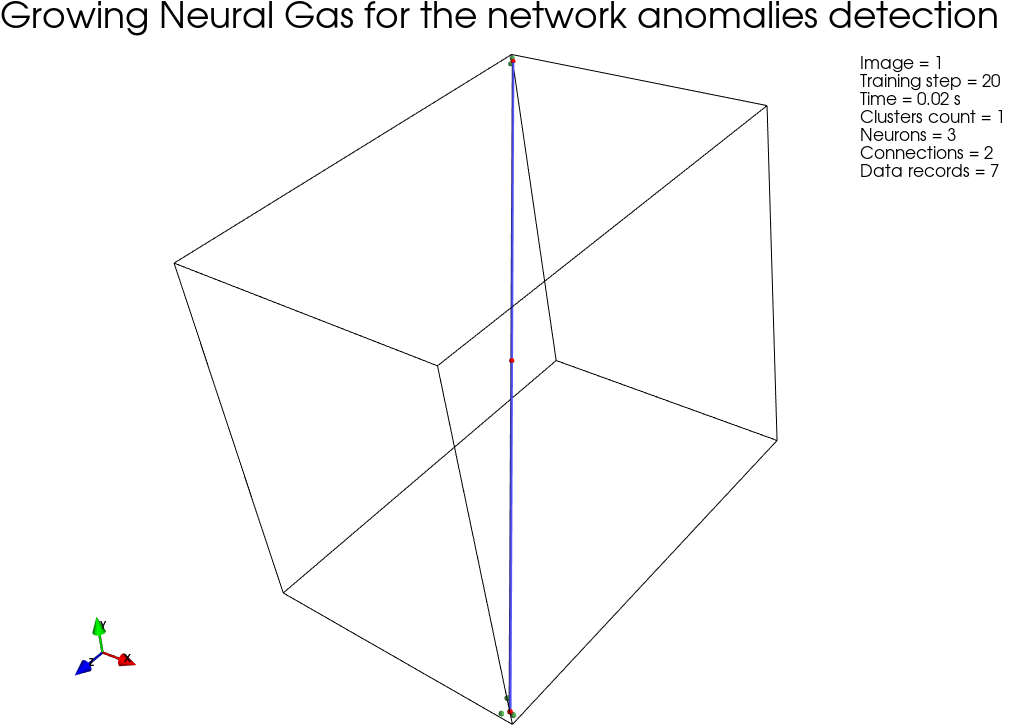 Growing Neural Gas for the network anomalies detection
Image = 1
Training step = 20
Time = 0.02 s
Clusters count = 1
Neurons = 3
Connections = 2
Data records = 7
Y
Z
X